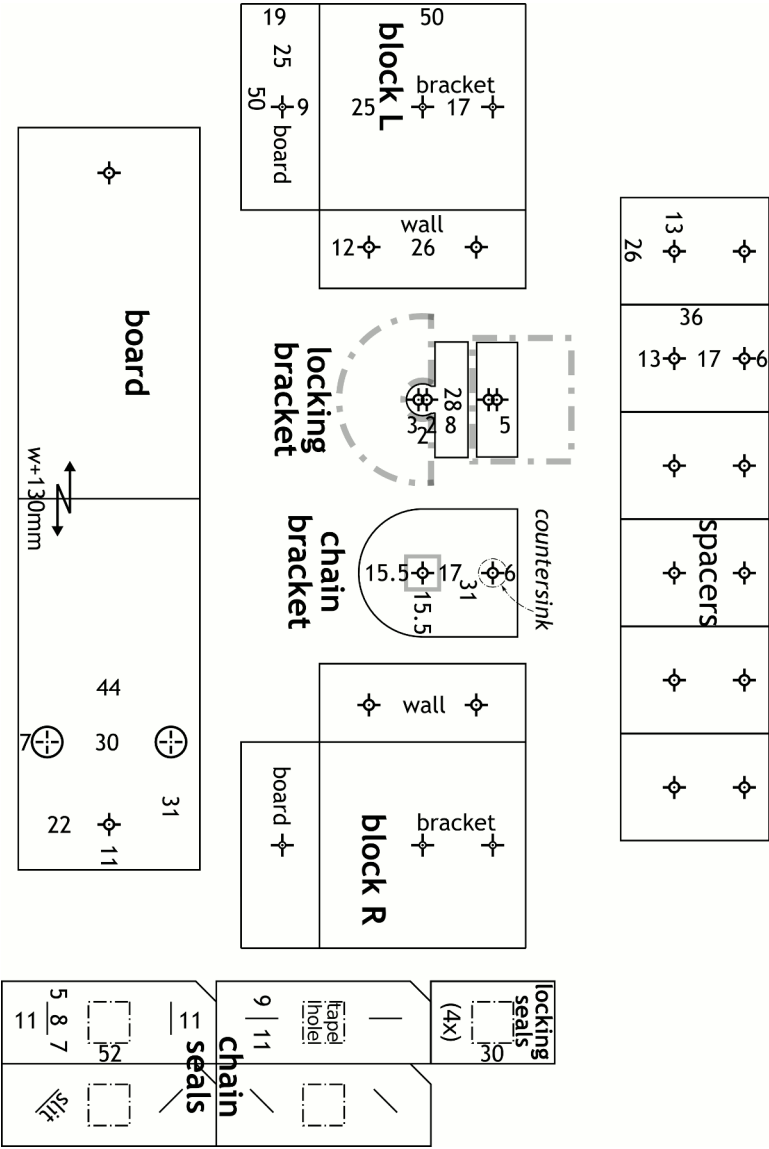 19
50
25
50
9
board
block L
bracket
25
17
wall
12
26
board
w+130mm
44
7
30
31
22
11
locking
bracket
28
3
2
2
8
5
chain
bracket
countersink
15.5
17
6
31
15.5
13
26
36
13
17
6
spacers
wall
board
block R
bracket
11
5
8
7
11
52
9
11
tape
hole
(4x)
locking
seals
30
chain
seals
slit